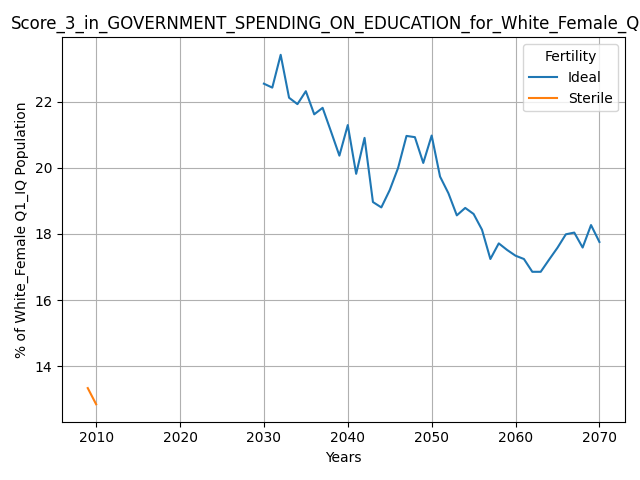 Score_3_in_GOVERNMENT_SPENDING_ON_EDUCATION_for_White_Female_Q
Fertility
Ideal
Sterile
% of White_Female Q1_IQ Population
22
20
18
16
14
2010 2020 2030 2040 2050 2060 2070
Years